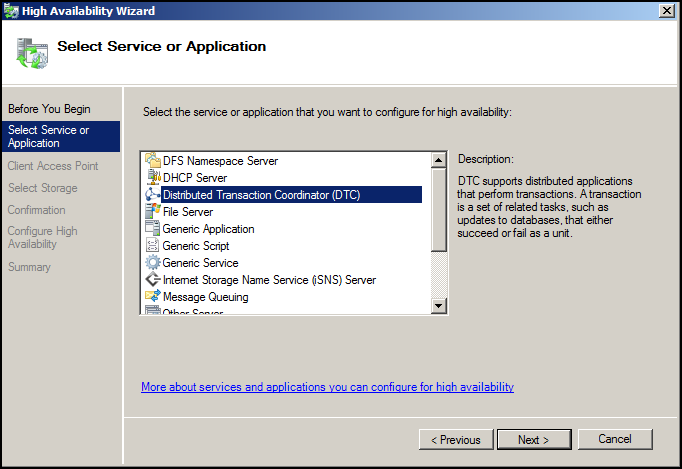 High Availability Wizard
Select Service or Application
Before You Begin
Select Service or
Application
Client Access Point
Select Storage
Confirmation
Configure High
Availability
Summary
Select the service or application that you want to configure for high availability:
DFS Namespace Server
DHCP Server
Distributed Transaction Coordinator (DTC)
File Server
Generic Application
Generic Script
Generic Service
Internet Storage Name Service (iSNS) Server
Message Queuing
Other Server
Description:
DTC supports distributed applications
that perform transactions. A transaction
is a set of related tasks, such as
updates to databases, that either
succeed or fail as a unit.
More about services and applications you can configure for high availability
< Previous
Next >
Cancel